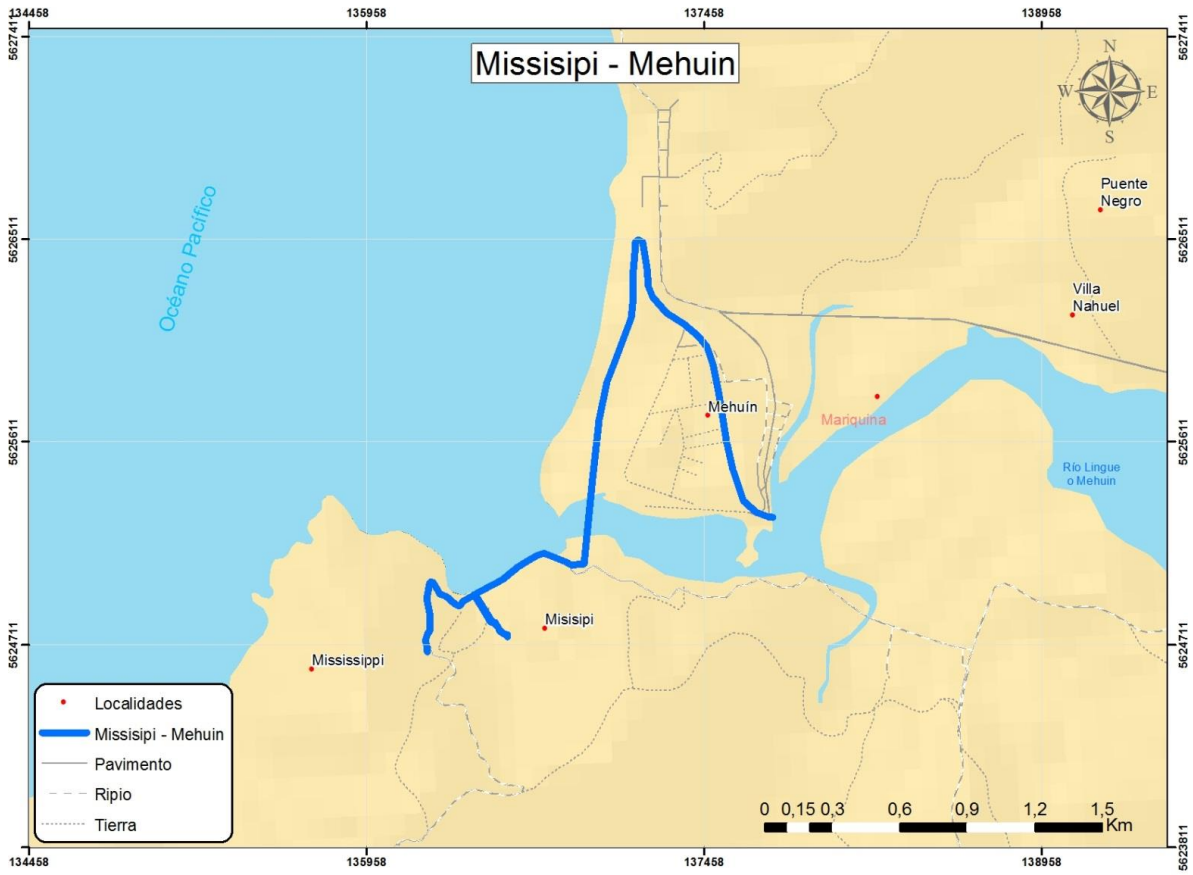 134458
135958
137458
138958
5627411
5627411
Missisipi - Mehuin
N
W
E
S
Puente
Negro
Océano Pacífico
5626511
5626511
Villa
Nahuel
Mehuín
Mariquina
5625611
5625611
Río Lingue
o Mehuin
Misisipi
5624711
5624711
Mississippi
Localidades
Missisipi - Mehuin
Pavimento
Ripio
Tierra
0 0,15 0,3 0,6 0,9 1,2 1,5
Km
5623811
134458
135958
137458
138958